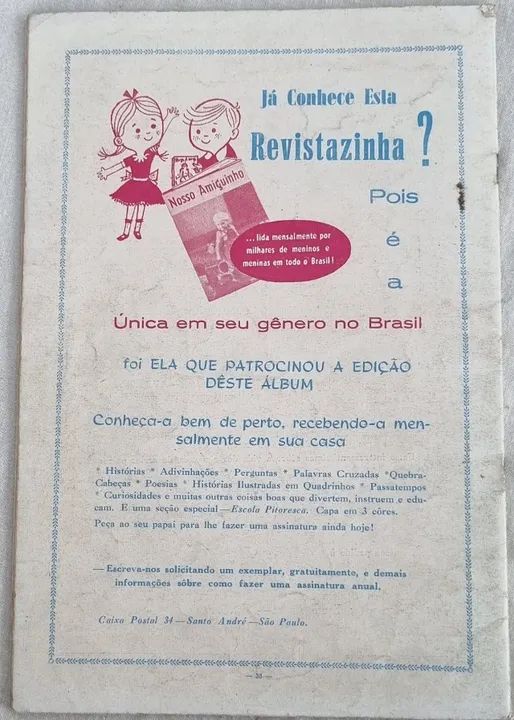 Já Conhece Esta
Revistazinha ?
Nosso Amiguinho
... lida mensalmente por
milhares de meninos e
meninas em todo o Brasil!
Pois
é
a
Única em seu gênero no Brasil
foi ELA QUE PATROCINOU A EDIÇÃO
DÊSTE ÁLBUM
Conheça-a bem de perto, recebendo-a men-
salmente em sua casa
* Histórias * Adivinhações * Perguntas * Palavras Cruzadas *Quebra-
Cabeças * Poesias * Histórias Ilustradas em Quadrinhos * Passatempos
* Curiosidades e muitas outras coisas boas que divertem, instruem e edu-
cam. E uma seção especial—Escola Pitoresca. Capa em 3 côres.
Peça ao seu papai para lhe fazer uma assinatura ainda hoje!
—Escreva-nos solicitando um exemplar, gratuitamente, e demais
informações sôbre como fazer uma assinatura anual.
Caixa Postal 34—Santo André—São Paulo.